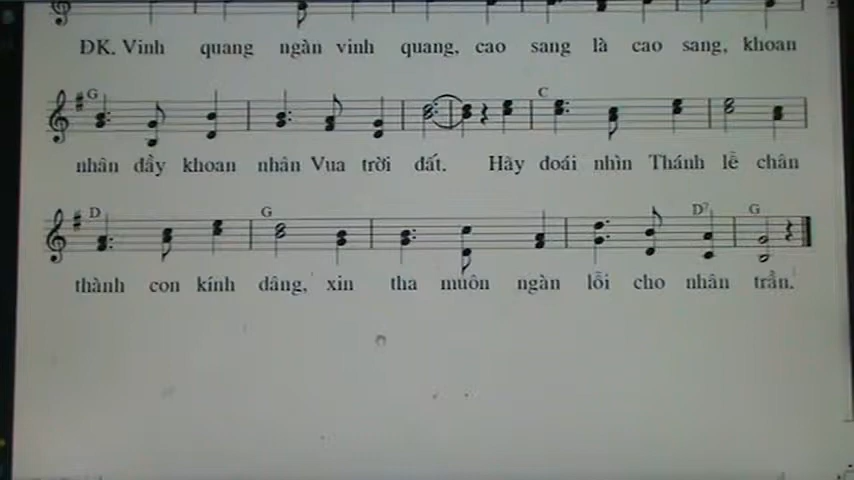 ĐK. Vinh quang ngàn vinh quang, cao sang là cao sang, khoan
G C
nhân đầy khoan nhân Vua trời đất. Hãy đoái nhìn Thánh lễ chân
D G D7 G
thành con kính dâng, xin tha muôn ngàn lỗi cho nhân trần.